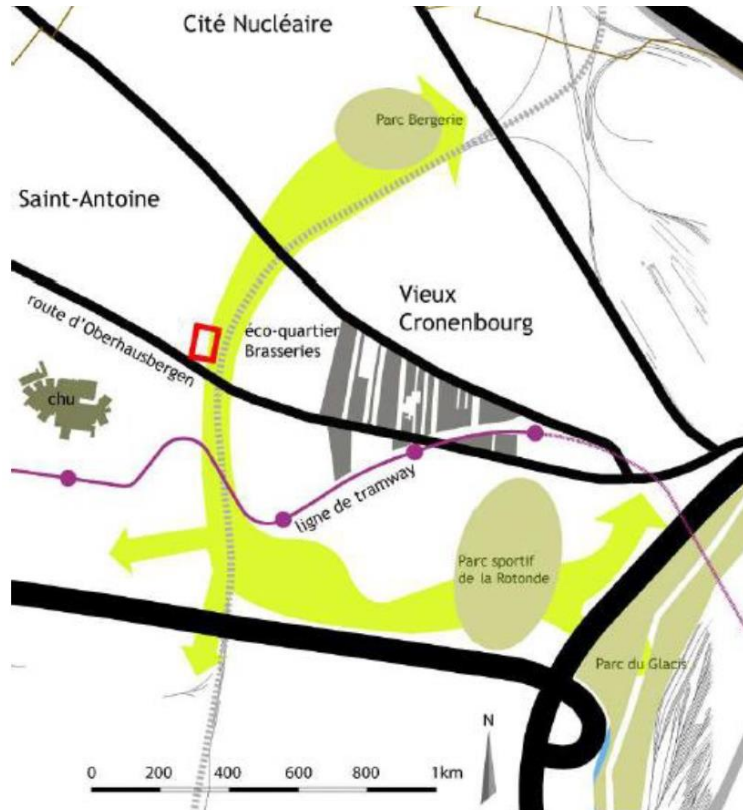 Cité Nucléaire
Parc Bergerie
Saint-Antoine
Vieux
Cronenbourg
route d'Oberhausbergen
éco-quartier
Brasseries
chu
ligne de tramway
Parc sportif
de la Rotonde
Parc du Glacis
N
0 200 400 600 800 1km